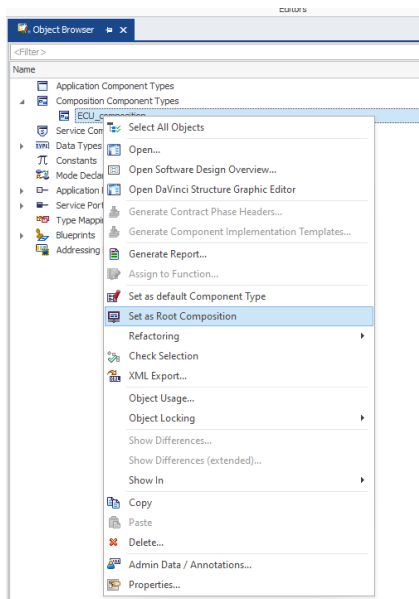 Editors
Object Browser
<Filter>
Name
Application Component Types
Composition Component Types
ECU_composition
Service Com
Data Types
Constants
Mode Declar
Application I
Service Port
Type Mappi
Blueprints
Addressing
Select All Objects
Open...
Open Software Design Overview...
Open DaVinci Structure Graphic Editor
Generate Contract Phase Headers...
Generate Component Implementation Templates...
Generate Report...
Assign to Function...
Set as default Component Type
Set as Root Composition
Refactoring
Check Selection
XML Export...
Object Usage...
Object Locking
Show Differences...
Show Differences (extended)...
Show In
Copy
Paste
Delete...
Admin Data / Annotations...
Properties...